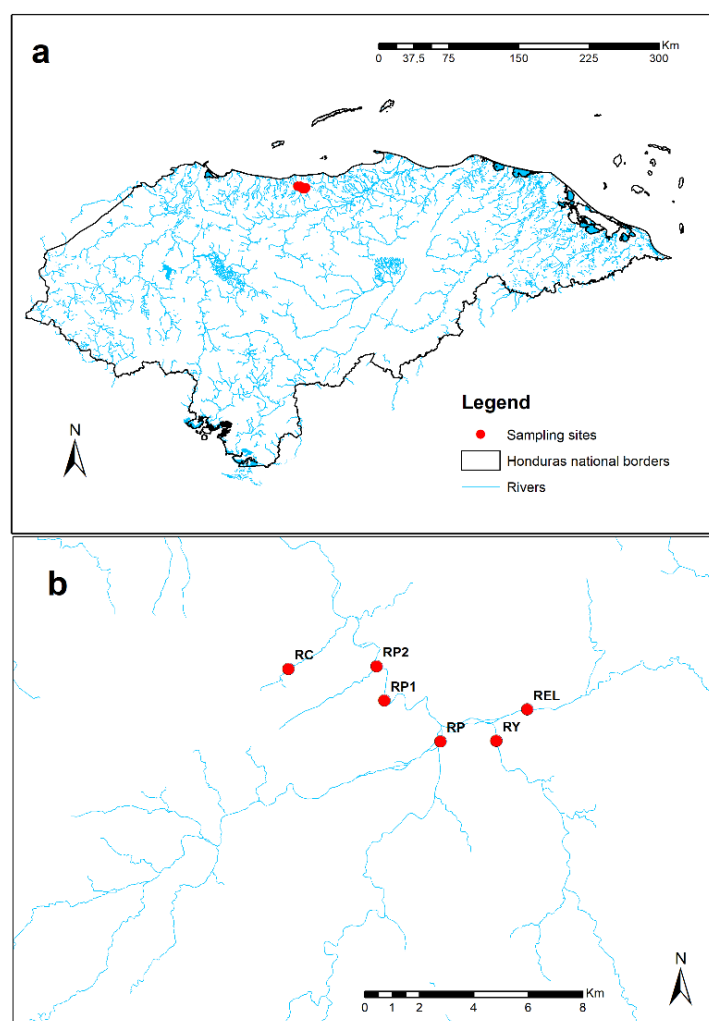 a
Km
0 37.5 75 150 225 300
Legend
N
Sampling sites
Honduras national borders
Rivers
b
RC
RP2
RP1
REL
RP
RY
N
Km
0 1 2 4 6 8